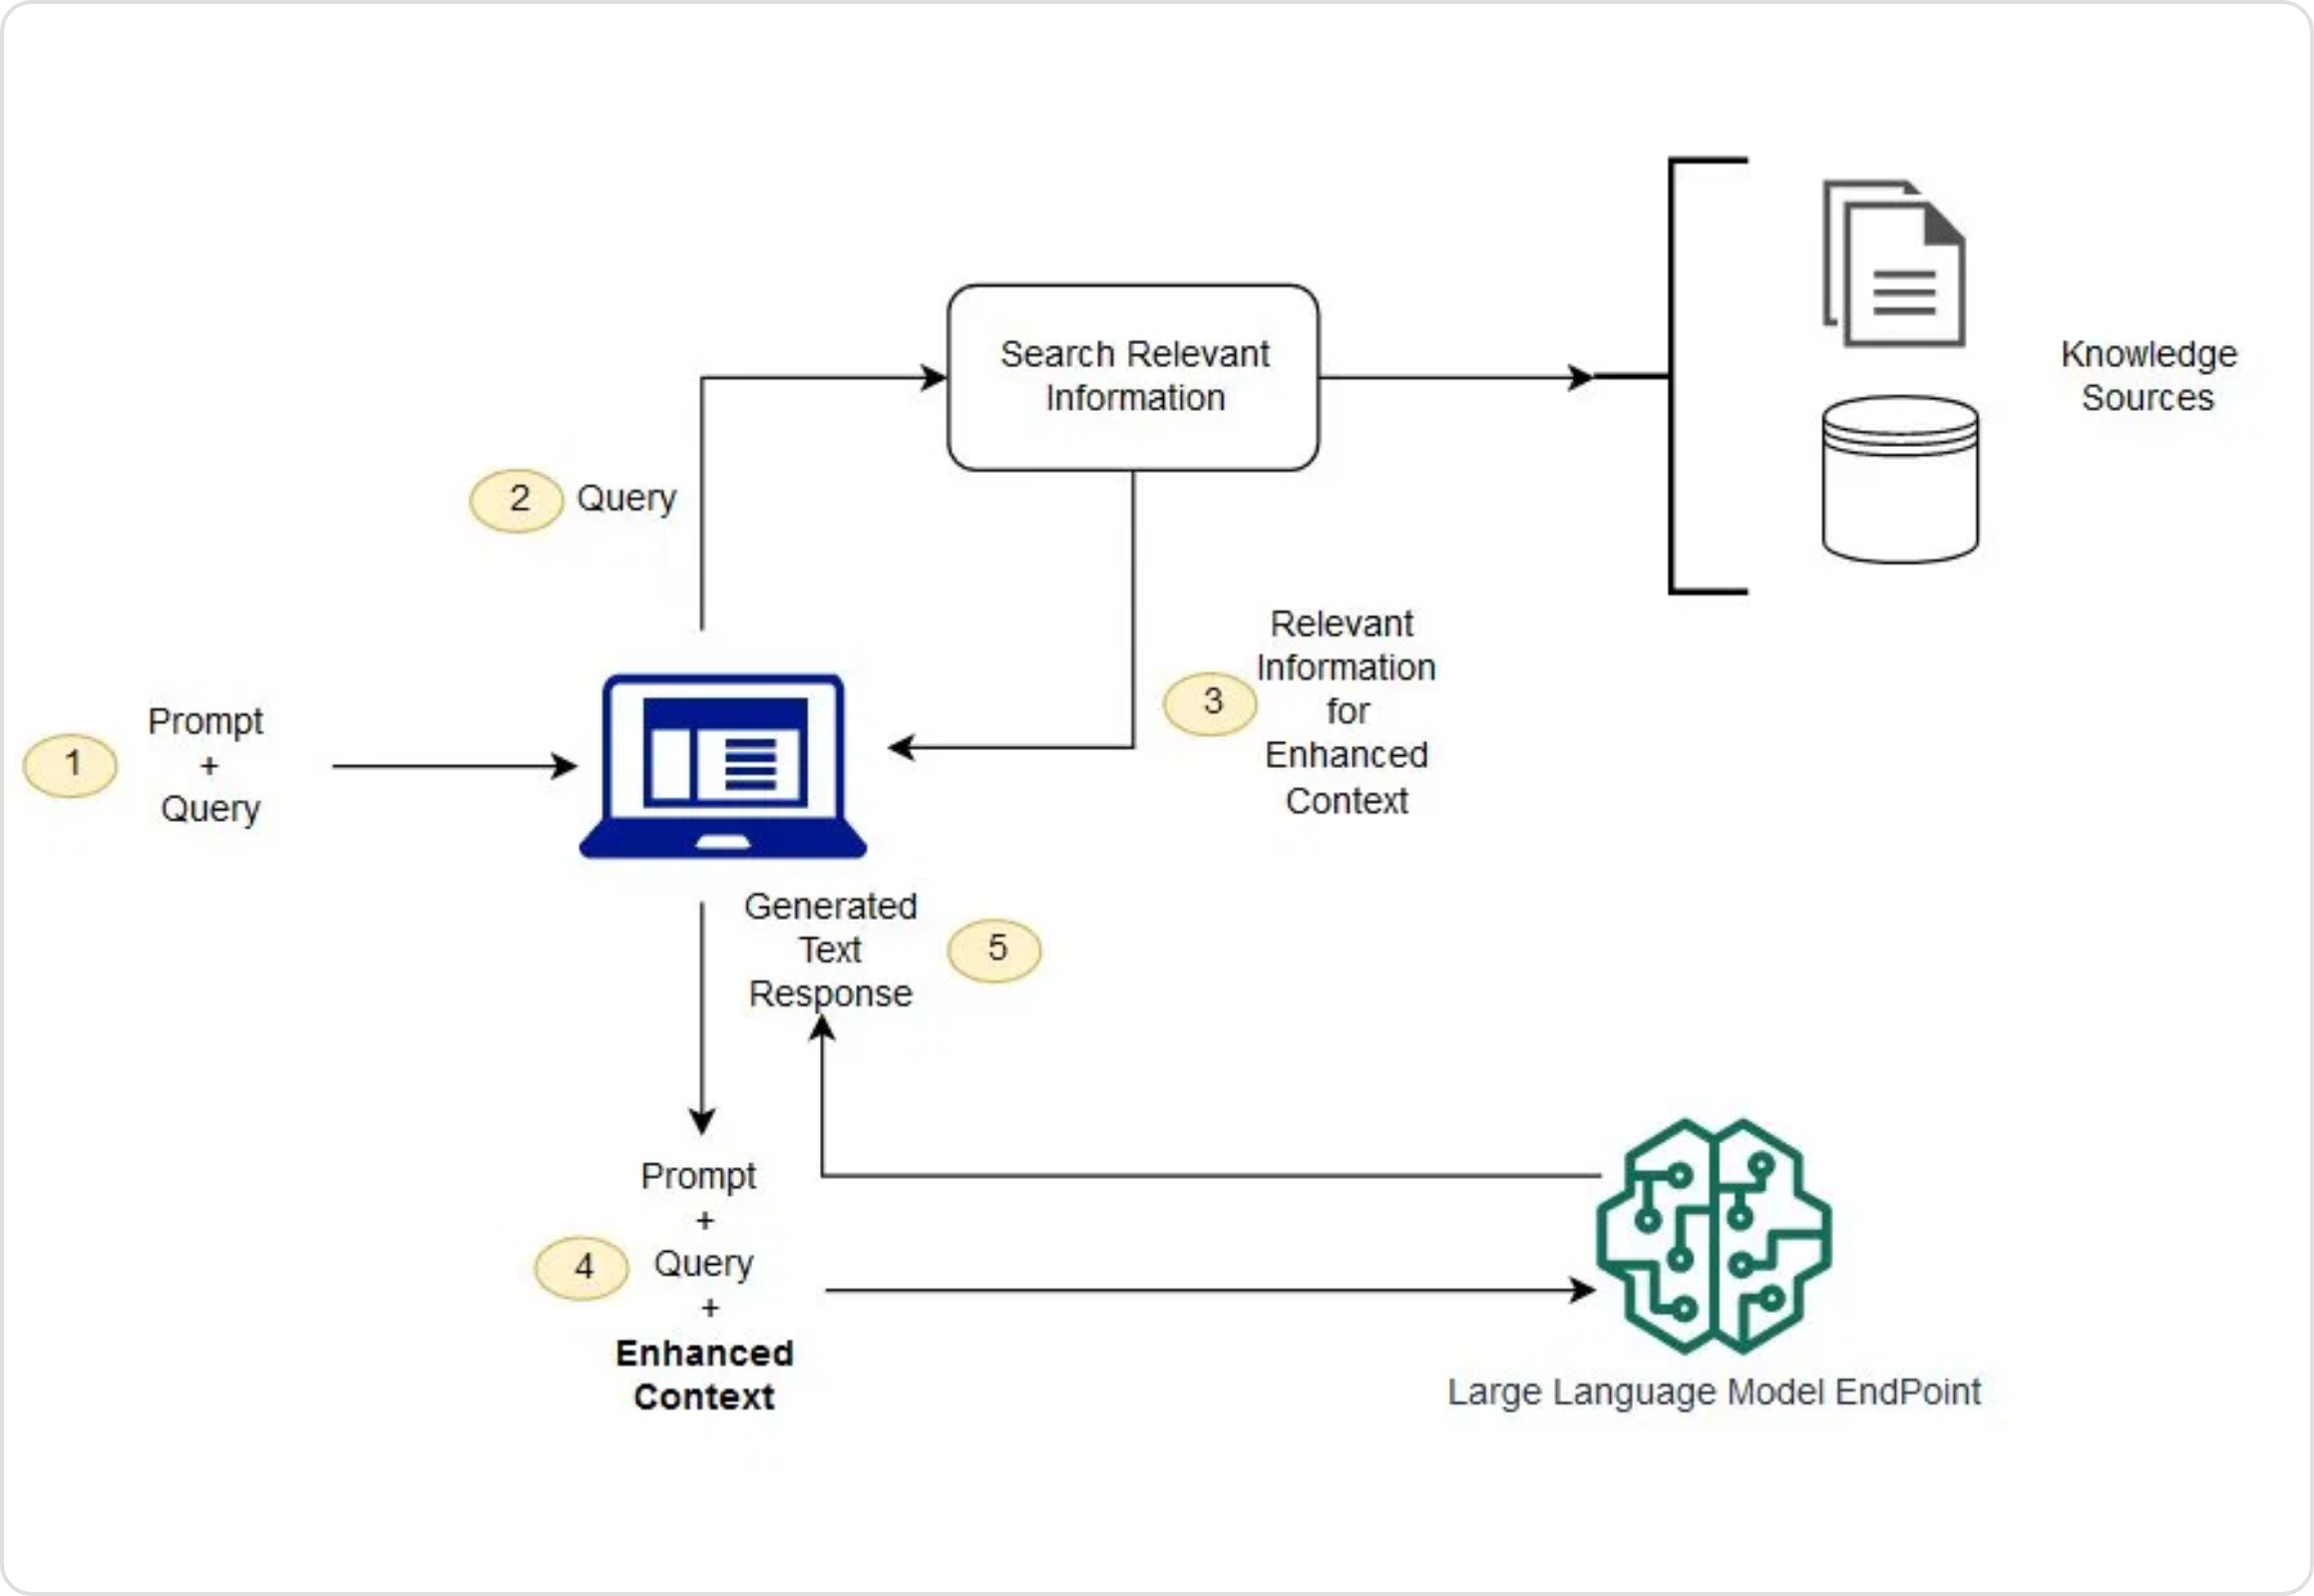 1
Prompt
+
Query
2
Query
Search Relevant
Information
Knowledge
Sources
3
Relevant
Information
for
Enhanced
Context
Generated
Text
Response
5
4
Prompt
+
Query
+
Enhanced
Context
Large Language Model EndPoint